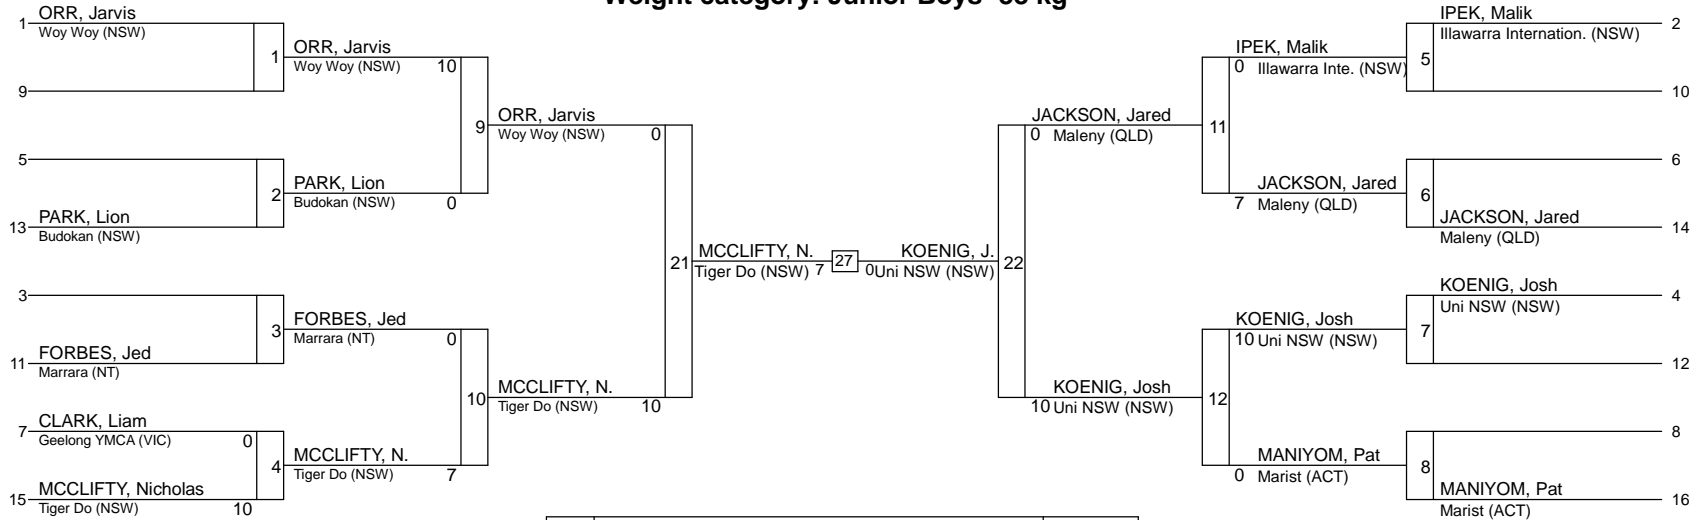 Weight category: Junior Boys kg
1
ORR, Jarvis
Woy Woy (NSW)
9
1
5
13
PARK, Lion
Budokan (NSW)
2
3
11
FORBES, Jed
Marrara (NT)
3
7
CLARK, Liam
Geelong YMCA (VIC) 0
15
MCCLIFTY, Nicholas
Tiger Do (NSW) 10
4
ORR, Jarvis
Woy Woy (NSW) 10
PARK, Lion
Budokan (NSW) 0
9
FORBES, Jed
Marrara (NT) 0
MCCLIFTY, N.
Tiger Do (NSW) 7
10
ORR, Jarvis
Woy Woy (NSW) 0
MCCLIFTY, N.
Tiger Do (NSW) 10
21
MCCLIFTY, N.
Tiger Do (NSW) 7
27
KOENIG, J.
0 Uni NSW (NSW)
22
JACKSON, Jared
0 Maleny (QLD)
KOENIG, Josh
10 Uni NSW (NSW)
11
IPEK, Malik
0 Illawarra Inte. (NSW)
JACKSON, Jared
7 Maleny (QLD)
12
KOENIG, Josh
10 Uni NSW (NSW)
MANIYOM, Pat
0 Marist (ACT)
5
IPEK, Malik
Illawarra Internation. (NSW)
2
10
6
6
JACKSON, Jared
Maleny (QLD)
14
7
KOENIG, Josh
Uni NSW (NSW)
4
12
8
8
MANIYOM, Pat
Marist (ACT)
16